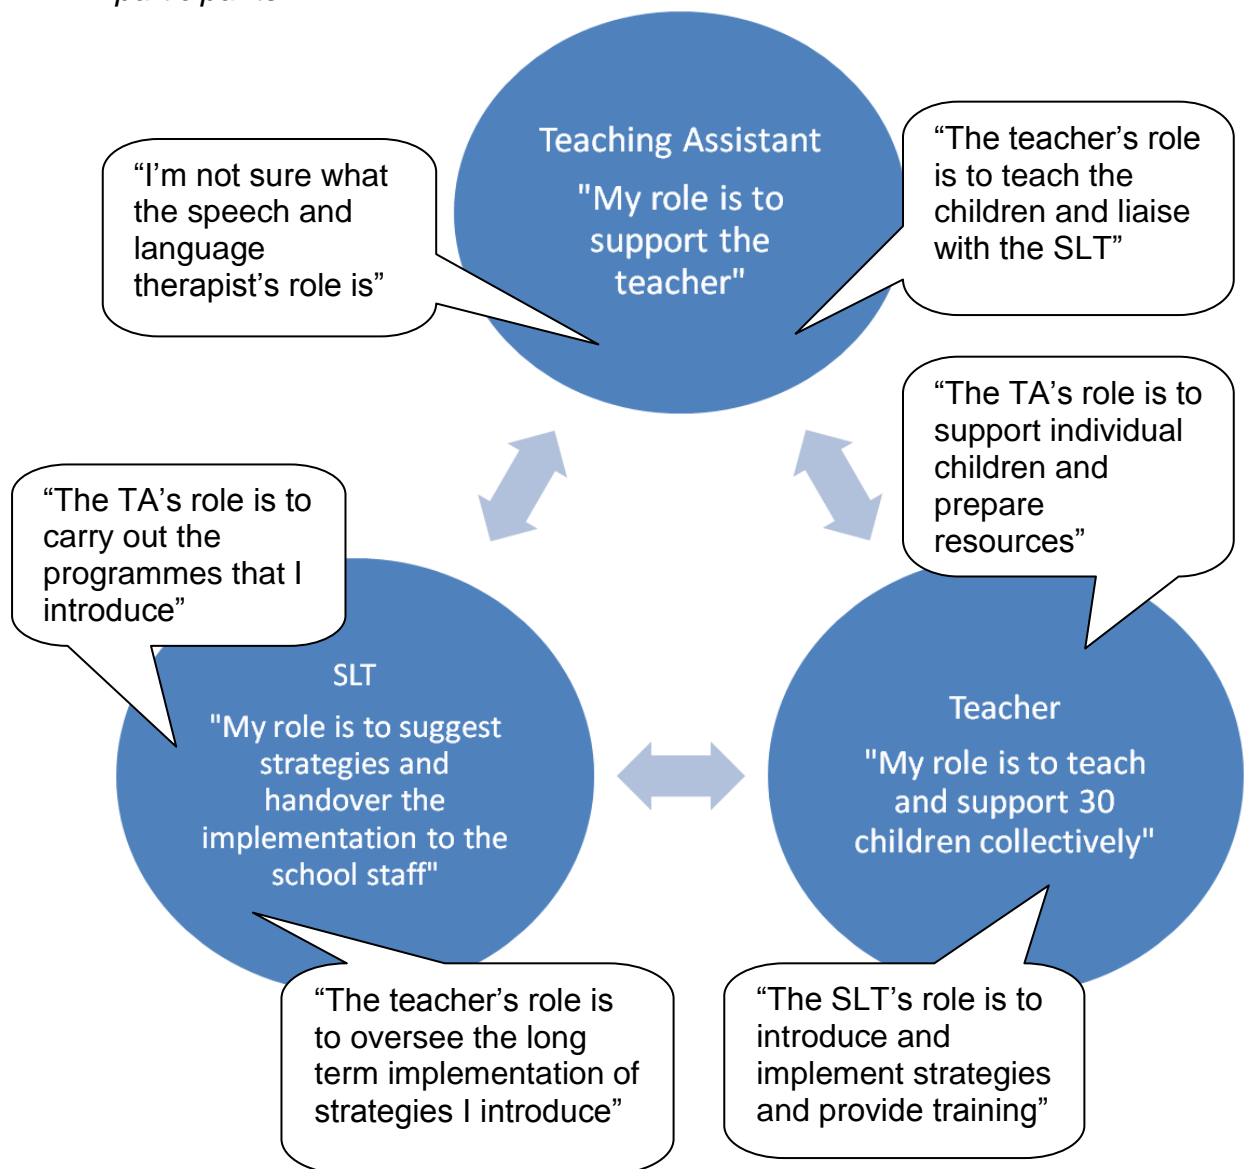 Teaching Assistant
"My role is to
support the
teacher"
“I’m not sure what
the speech and
language
therapist’s role is”
“The teacher’s role
is to teach the
children and liaise
with the SLT”
“The TA’s role is to
support individual
children and
prepare
resources”
“The TA’s role is to
carry out the
programmes that I
introduce”
SLT
"My role is to suggest
strategies and
handover the
implementation to the
school staff"
Teacher
"My role is to teach
and support 30
children collectively"
“The teacher’s role is
to oversee the long
term implementation of
strategies I introduce”
“The SLT’s role is to
introduce and
implement strategies
and provide training”